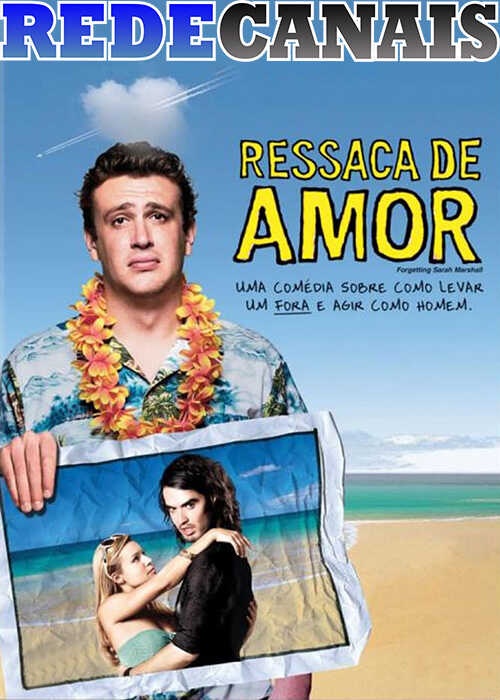 REDECANAIS
RESSACA DE
AMOR
Forgetting Sarah Marshall
UMA COMÉDIA SOBRE COMO LEVAR
UM FORA E AGIR COMO HOMEM.